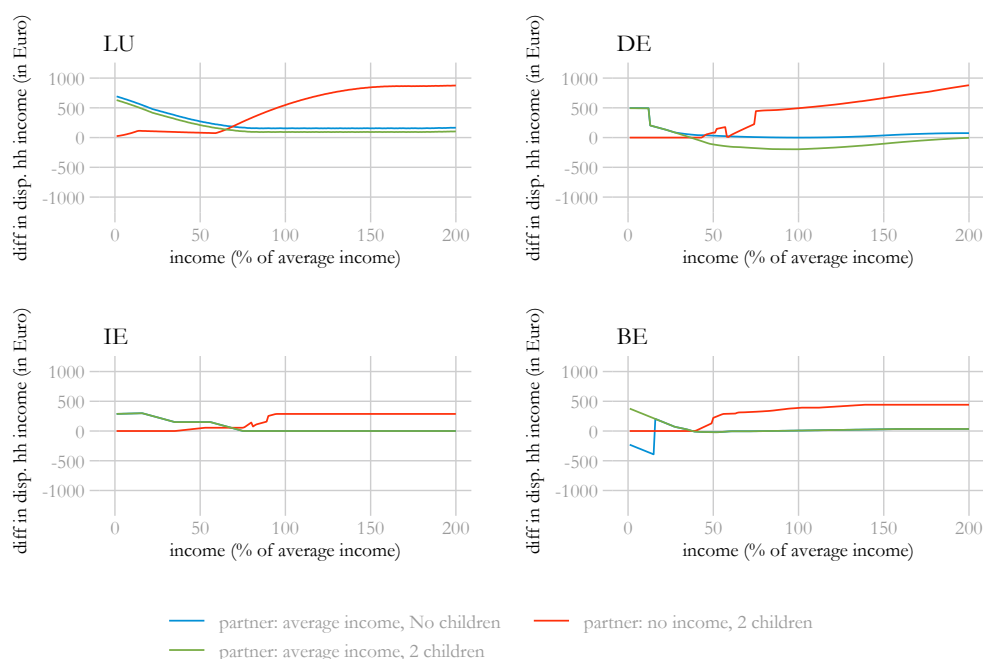 LU
diff in disp. hh income (in Euro)
1000
500
0
-500
-1000
0 50 100 150 200
income (% of average income)
DE
diff in disp. hh income (in Euro)
1000
500
0
-500
-1000
0 50 100 150 200
income (% of average income)
IE
diff in disp. hh income (in Euro)
1000
500
0
-500
-1000
0 50 100 150 200
income (% of average income)
BE
diff in disp. hh income (in Euro)
1000
500
0
-500
-1000
0 50 100 150 200
income (% of average income)
partner: average income, No children
partner: no income, 2 children
partner: average income, 2 children